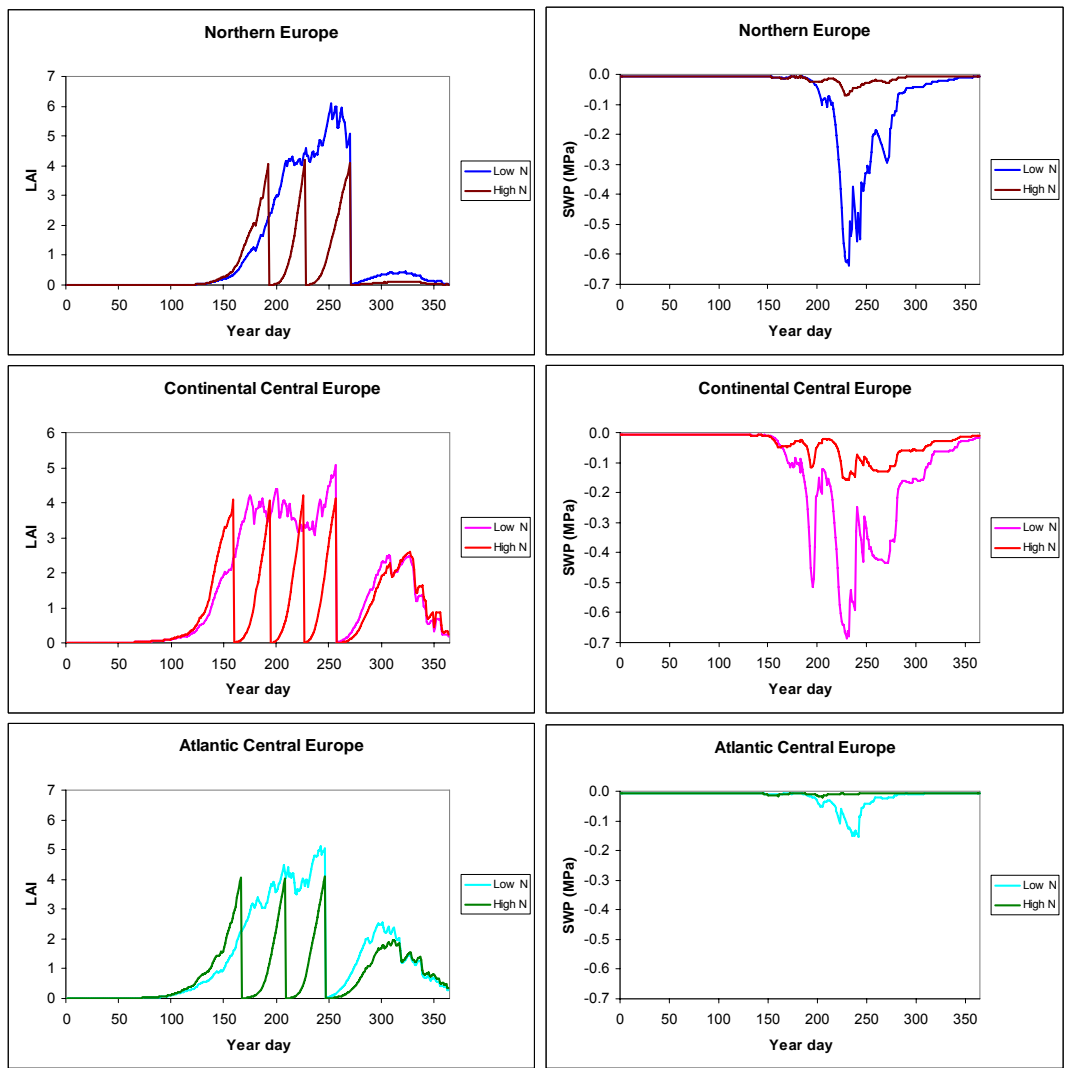 Northern Europe
LAI
7
6
5
4
3
2
1
0
0 50 100 150 200 250 300 350
Year day
Low N
High N
Northern Europe
SWP (MPa)
0.0
-0.1
-0.2
-0.3
-0.4
-0.5
-0.6
-0.7
0 50 100 150 200 250 300 350
Year day
Low N
High N
Continental Central Europe
LAI
6
5
4
3
2
1
0
0 50 100 150 200 250 300 350
Year day
Low N
High N
Continental Central Europe
SWP (MPa)
0.0
-0.1
-0.2
-0.3
-0.4
-0.5
-0.6
-0.7
0 50 100 150 200 250 300 350
Year day
Low N
High N
Atlantic Central Europe
LAI
7
6
5
4
3
2
1
0
0 50 100 150 200 250 300 350
Year day
Low N
High N
Atlantic Central Europe
SWP (MPa)
0.0
-0.1
-0.2
-0.3
-0.4
-0.5
-0.6
-0.7
0 50 100 150 200 250 300 350
Year day
Low N
High N